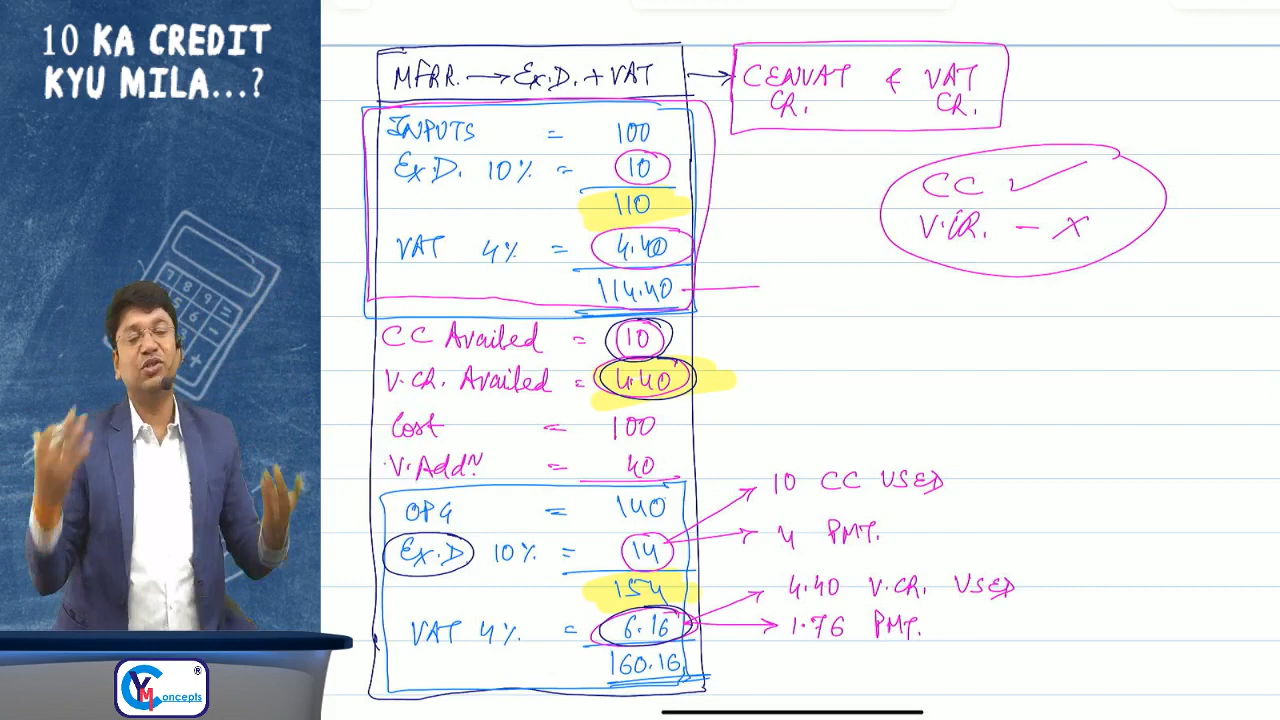 10 KA CREDIT
KYU MILA...?
MFRR. → Ex.D. + VAT → CENVAT & VAT
CR. CR.
INPUTS = 100
Ex.D. 10% = 10
110
VAT 4% = 4.40
114.40
CC ✓
V.CR. - X
CC Availed = 10
V.CR. Availed = 4.40
Cost = 100
V.Addn = 40
OPG = 140
Ex.D 10% = 14
154
VAT 4% = 6.16
160.16
10 CC USED
4 PMT.
4.40 V.CR. USED
1.76 PMT.
CYM
oncepts
®